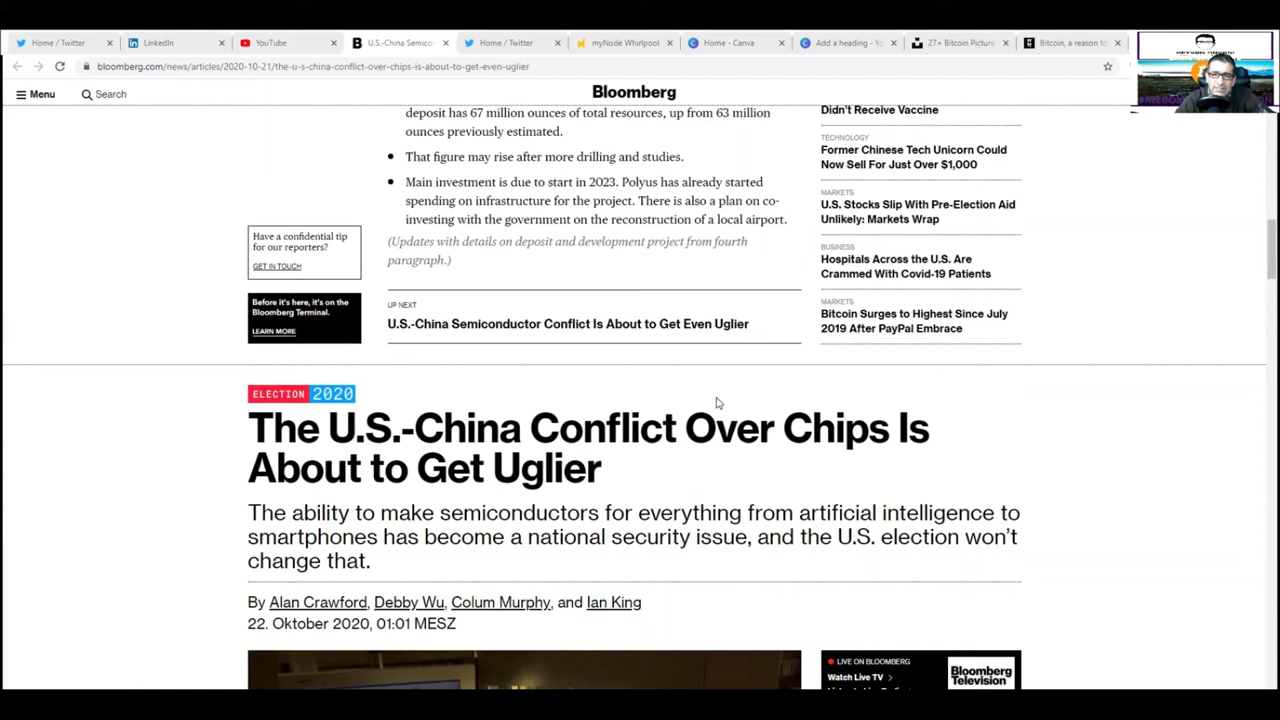 Home / Twitter
LinkedIn
YouTube
U.S.-China Semicon
Home / Twitter
myNode Whirlpool
Home - Canva
Add a heading - Yo
27+ Bitcoin Picture
Bitcoin, a reason to
bloomberg.com/news/articles/2020-10-21/the-u-s-china-conflict-over-chips-is-about-to-get-even-uglier
Menu
Search
Bloomberg
deposit has 67 million ounces of total resources, up from 63 million
ounces previously estimated.
That figure may rise after more drilling and studies.
Main investment is due to start in 2023. Polyus has already started
spending on infrastructure for the project. There is also a plan on co-
investing with the government on the reconstruction of a local airport.
(Updates with details on deposit and development project from fourth
paragraph.)
Have a confidential tip
for our reporters?
GET IN TOUCH
Before it's here, it's on the
Bloomberg Terminal.
LEARN MORE
UP NEXT
U.S.-China Semiconductor Conflict Is About to Get Even Uglier
Didn't Receive Vaccine
TECHNOLOGY
Former Chinese Tech Unicorn Could
Now Sell For Just Over $1,000
MARKETS
U.S. Stocks Slip With Pre-Election Aid
Unlikely: Markets Wrap
BUSINESS
Hospitals Across the U.S. Are
Crammed With Covid-19 Patients
MARKETS
Bitcoin Surges to Highest Since July
2019 After PayPal Embrace
ELECTION 2020
The U.S.-China Conflict Over Chips Is
About to Get Uglier
The ability to make semiconductors for everything from artificial intelligence to
smartphones has become a national security issue, and the U.S. election won't
change that.
By Alan Crawford, Debby Wu, Colum Murphy, and Ian King
22. Oktober 2020, 01:01 MESZ
LIVE ON BLOOMBERG
Watch Live TV
Bloomberg
Television